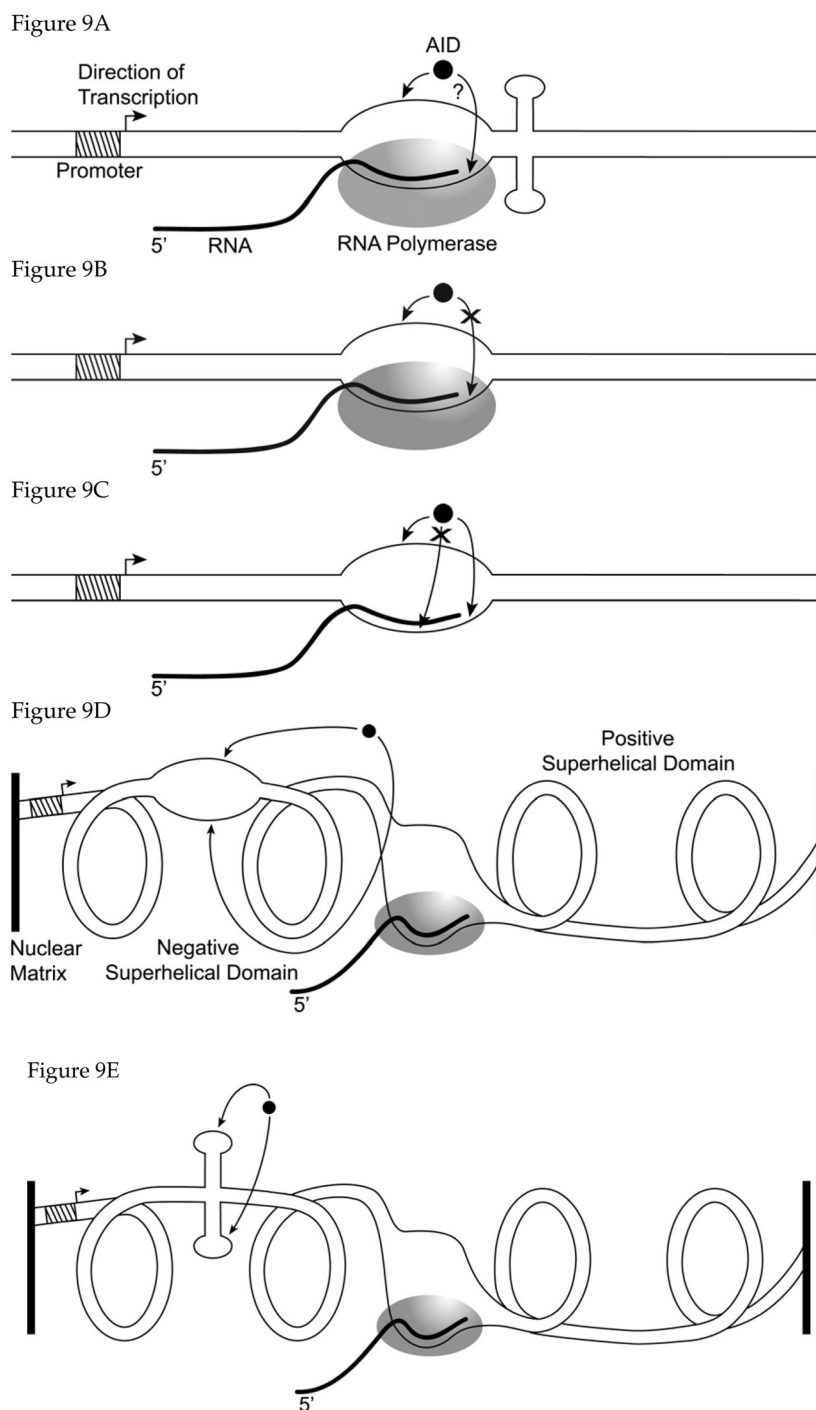 Figure 9A
AID
Direction of
Transcription
?
Promoter
5’
RNA
RNA Polymerase
Figure 9B
5’
Figure 9C
5’
Figure 9D
Positive
Superhelical Domain
Nuclear
Matrix
Negative
Superhelical Domain
5’
Figure 9E
5’